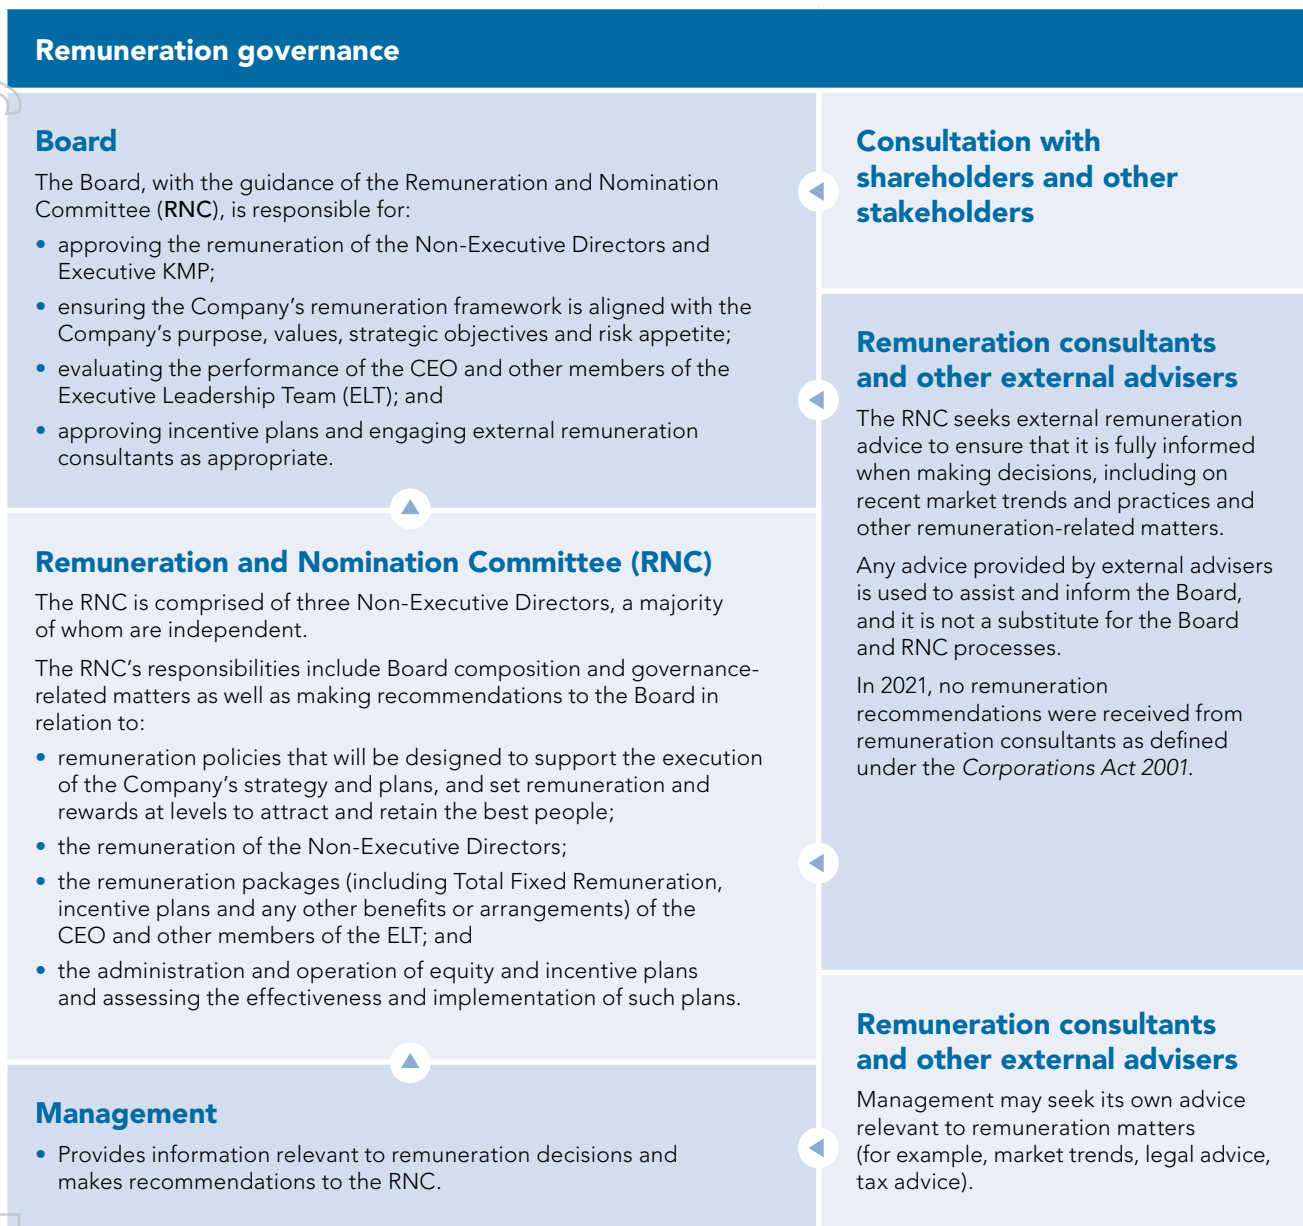 Remuneration governance
Board
The Board, with the guidance of the Remuneration and Nomination
Committee (RNC), is responsible for:
• approving the remuneration of the Non-Executive Directors and
Executive KMP;
• ensuring the Company’s remuneration framework is aligned with the
Company’s purpose, values, strategic objectives and risk appetite;
• evaluating the performance of the CEO and other members of the
Executive Leadership Team (ELT); and
• approving incentive plans and engaging external remuneration
consultants as appropriate.
Remuneration and Nomination Committee (RNC)
The RNC is comprised of three Non-Executive Directors, a majority
of whom are independent.
The RNC’s responsibilities include Board composition and governance-
related matters as well as making recommendations to the Board in
relation to:
• remuneration policies that will be designed to support the execution
of the Company’s strategy and plans, and set remuneration and
rewards at levels to attract and retain the best people;
• the remuneration of the Non-Executive Directors;
• the remuneration packages (including Total Fixed Remuneration,
incentive plans and any other benefits or arrangements) of the
CEO and other members of the ELT; and
• the administration and operation of equity and incentive plans
and assessing the effectiveness and implementation of such plans.
Management
• Provides information relevant to remuneration decisions and
makes recommendations to the RNC.
Consultation with
shareholders and other
stakeholders
Remuneration consultants
and other external advisers
The RNC seeks external remuneration
advice to ensure that it is fully informed
when making decisions, including on
recent market trends and practices and
other remuneration-related matters.
Any advice provided by external advisers
is used to assist and inform the Board,
and it is not a substitute for the Board
and RNC processes.
In 2021, no remuneration
recommendations were received from
remuneration consultants as defined
under the Corporations Act 2001.
Remuneration consultants
and other external advisers
Management may seek its own advice
relevant to remuneration matters
(for example, market trends, legal advice,
tax advice).